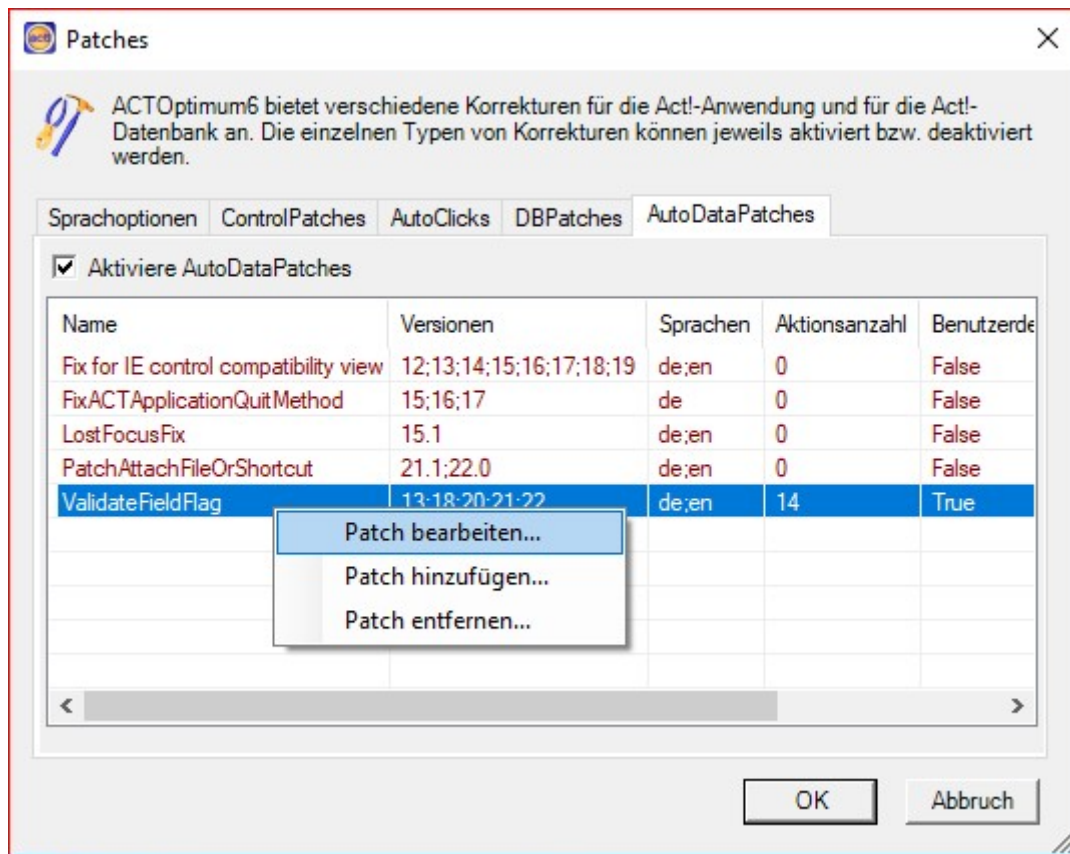 Patches
ACTOptimum6 bietet verschiedene Korrekturen für die Act!-Anwendung und für die Act!-
Datenbank an. Die einzelnen Typen von Korrekturen können jeweils aktiviert bzw. deaktiviert
werden.
Sprachoptionen ControlPatches AutoClicks DBPatches AutoDataPatches
Aktiviere AutoDataPatches
Name Versionen Sprachen Aktionsanzahl Benutzerde
Fix for IE control compatibility view 12;13;14;15;16;17;18;19 de;en 0 False
FixACTApplicationQuitMethod 15;16;17 de 0 False
LostFocusFix 15.1 de;en 0 False
PatchAttachFileOrShortcut 21.1;22.0 de;en 0 False
ValidateFieldFlag 13;18;20;21;22 de;en 14 True
Patch bearbeiten...
Patch hinzufügen...
Patch entfernen...
OK Abbruch